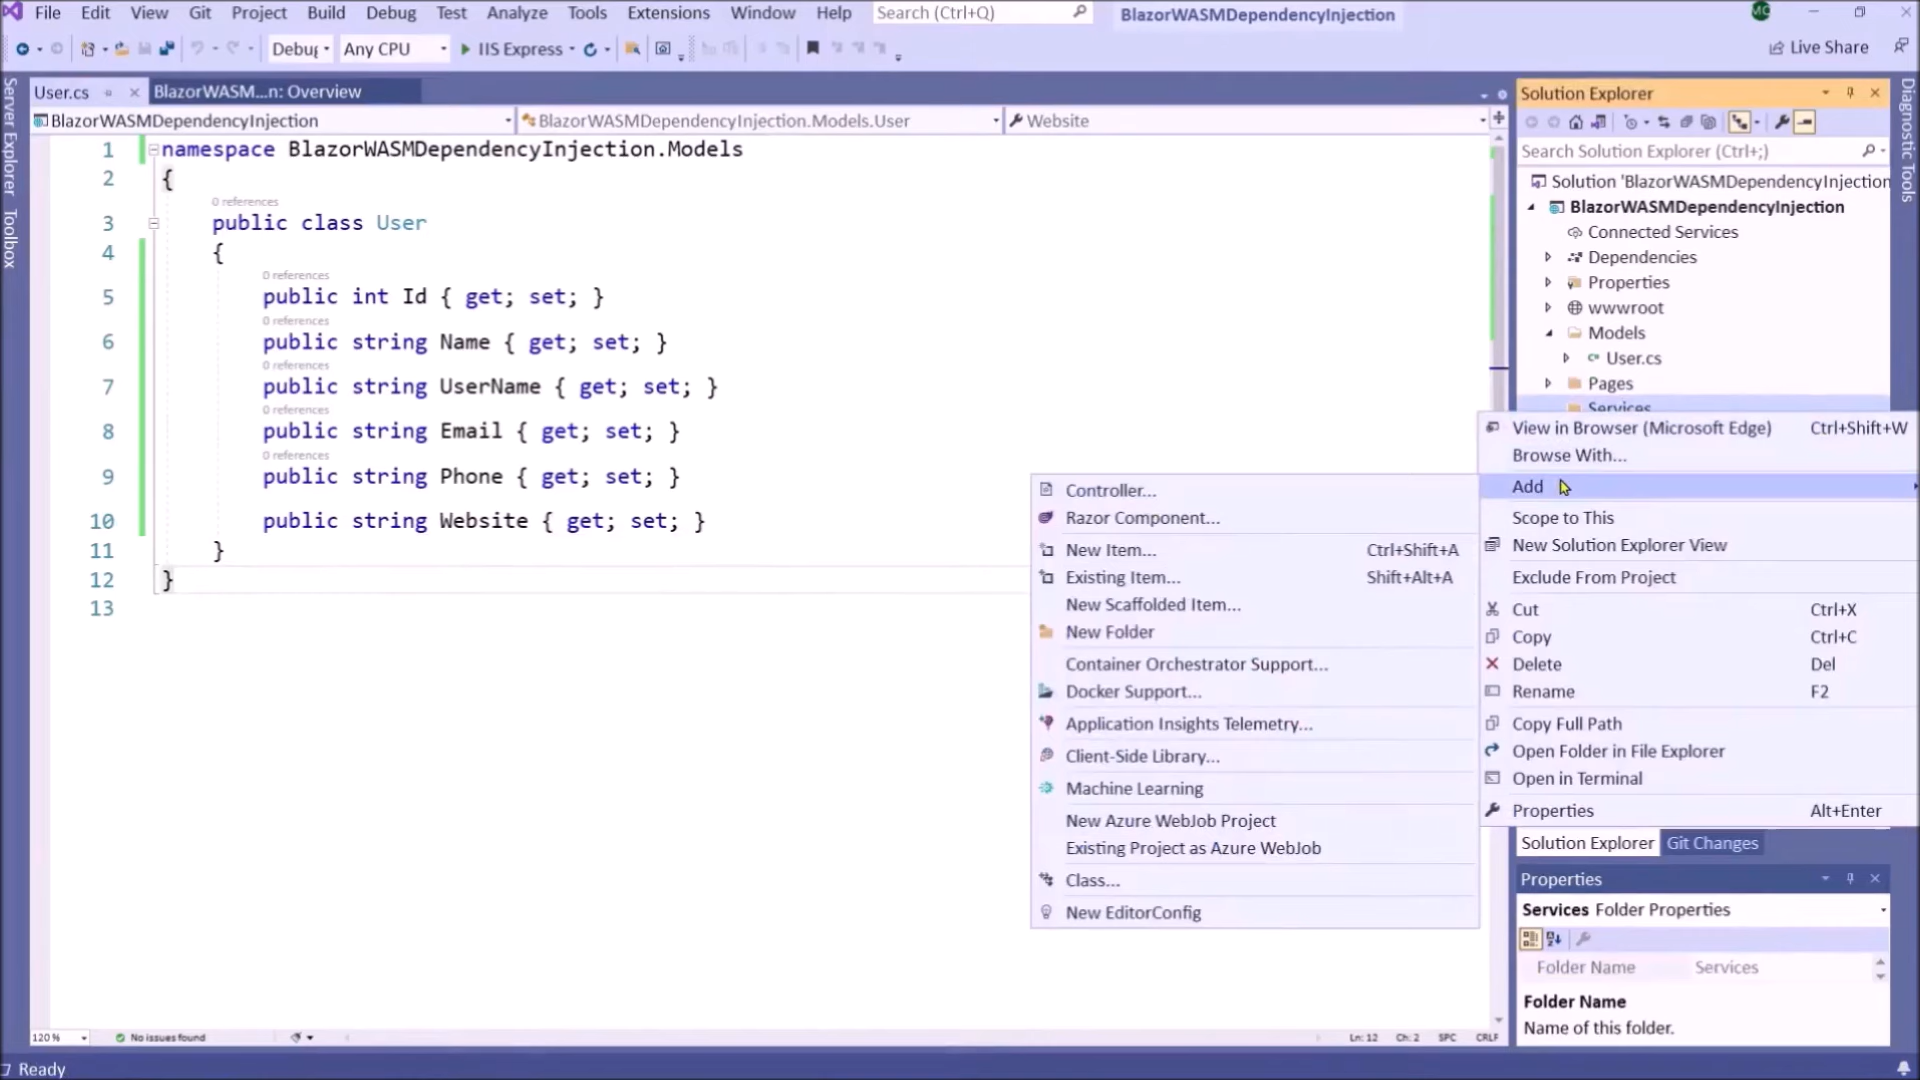 File Edit View Git Project Build Debug Test Analyze Tools Extensions Window Help Search (Ctrl+Q) BlazorWASMDependencyInjection MC
Debug Any CPU IIS Express Live Share
Server Explorer Toolbox
User.cs BlazorWASM...n: Overview
BlazorWASMDependencyInjection BlazorWASMDependencyInjection.Models.User Website
1 namespace BlazorWASMDependencyInjection.Models
2 {
0 references
3 public class User
4 {
0 references
5 public int Id { get; set; }
0 references
6 public string Name { get; set; }
0 references
7 public string UserName { get; set; }
0 references
8 public string Email { get; set; }
0 references
9 public string Phone { get; set; }
10 public string Website { get; set; }
11 }
12 }
13
Controller...
Razor Component...
New Item... Ctrl+Shift+A
Existing Item... Shift+Alt+A
New Scaffolded Item...
New Folder
Container Orchestrator Support...
Docker Support...
Application Insights Telemetry...
Client-Side Library...
Machine Learning
New Azure WebJob Project
Existing Project as Azure WebJob
Class...
New EditorConfig
Solution Explorer
Search Solution Explorer (Ctrl+;)
Solution 'BlazorWASMDependencyInjection
BlazorWASMDependencyInjection
Connected Services
Dependencies
Properties
wwwroot
Models
User.cs
Pages
Services
View in Browser (Microsoft Edge) Ctrl+Shift+W
Browse With...
Add
Scope to This
New Solution Explorer View
Exclude From Project
Cut Ctrl+X
Copy Ctrl+C
Delete Del
Rename F2
Copy Full Path
Open Folder in File Explorer
Open in Terminal
Properties Alt+Enter
Solution Explorer Git Changes
Properties
Services Folder Properties
Folder Name Services
Folder Name
Name of this folder.
Diagnostic Tools
120 % No issues found Ln: 12 Ch: 2 SPC CRLF
Ready